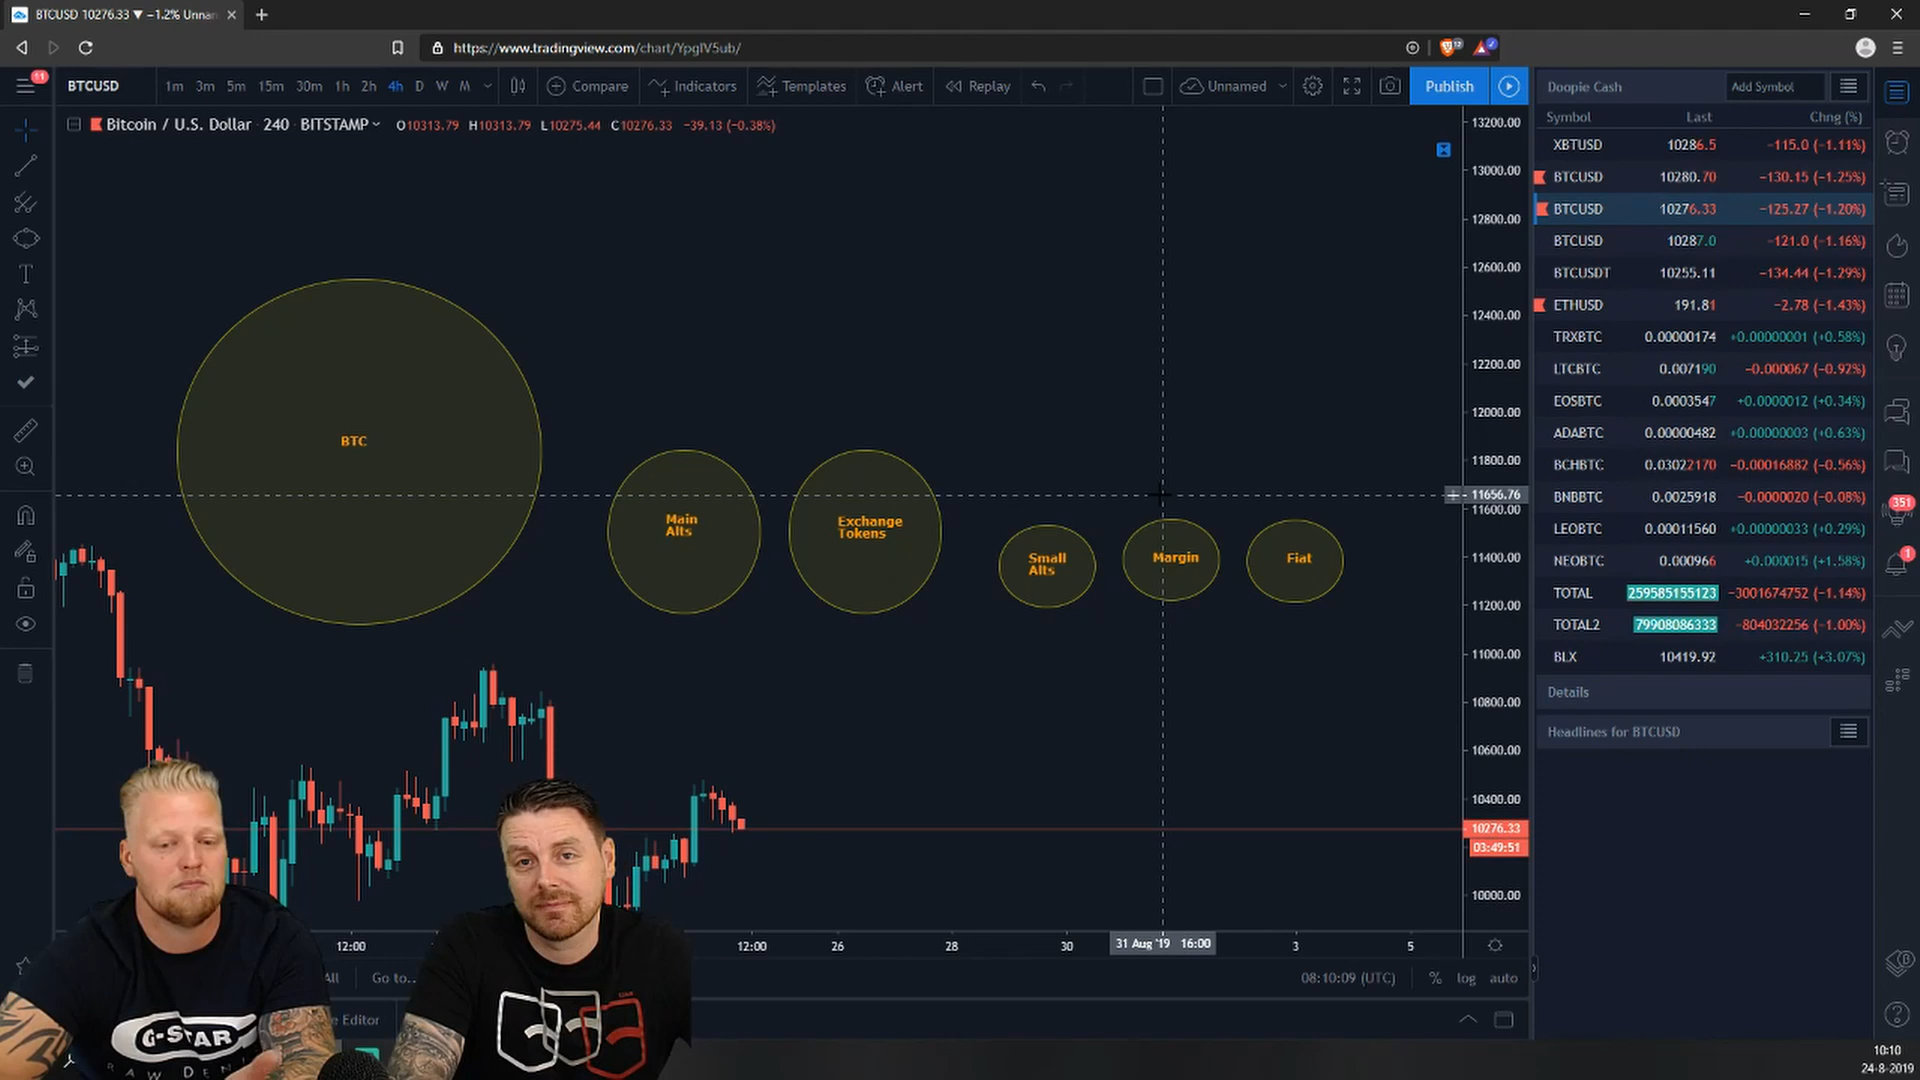 BTCUSD 10276.33 ▼ −1.2% Unnan
https://www.tradingview.com/chart/YpglV5ub/
12
11
BTCUSD 1m 3m 5m 15m 30m 1h 2h 4h D W M Compare Indicators Templates Alert Replay Unnamed Publish
Bitcoin / U.S. Dollar 240 BITSTAMP O10313.79 H10313.79 L10275.44 C10276.33 −39.13 (−0.38%)
BTC
Main
Alts
Exchange
Tokens
Small
Alts
Margin
Fiat
13200.00
13000.00
12800.00
12600.00
12400.00
12200.00
12000.00
11800.00
11656.76
11600.00
11400.00
11200.00
11000.00
10800.00
10600.00
10400.00
10276.33
03:49:51
10000.00
12:00 12:00 26 28 30 31 Aug '19 16:00 3 5
All Go to... 08:10:09 (UTC) % log auto
e Editor
G-STAR
RAW DEN
Doopie Cash Add Symbol
Symbol Last Chng (%)
XBTUSD 10286.5 −115.0 (−1.11%)
BTCUSD 10280.70 −130.15 (−1.25%)
BTCUSD 10276.33 −125.27 (−1.20%)
BTCUSD 10287.0 −121.0 (−1.16%)
BTCUSDT 10255.11 −134.44 (−1.29%)
ETHUSD 191.81 −2.78 (−1.43%)
TRXBTC 0.00000174 +0.00000001 (+0.58%)
LTCBTC 0.007190 −0.000067 (−0.92%)
EOSBTC 0.0003547 +0.0000012 (+0.34%)
ADABTC 0.00000482 +0.00000003 (+0.63%)
BCHBTC 0.03022170 −0.00016882 (−0.56%)
BNBBTC 0.0025918 −0.0000020 (−0.08%)
LEOBTC 0.00011560 +0.00000033 (+0.29%)
NEOBTC 0.000966 +0.000015 (+1.58%)
TOTAL 259585155123 −3001674752 (−1.14%)
TOTAL2 79908086333 −804032256 (−1.00%)
BLX 10419.92 +310.25 (+3.07%)
Details
Headlines for BTCUSD
351
1
10:10
24-8-2019